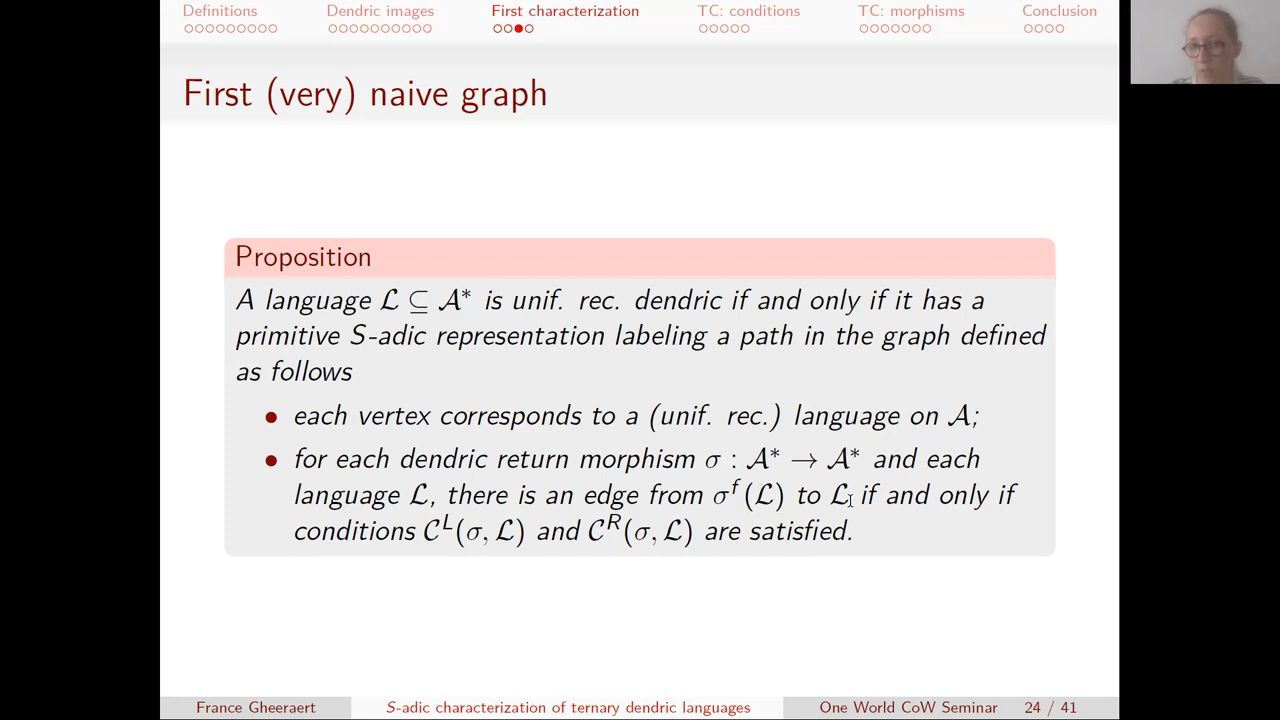 Definitions Dendric images First characterization TC: conditions TC: morphisms Conclusion
First (very) naive graph
Proposition
A language ℒ ⊆ 𝒜* is unif. rec. dendric if and only if it has a
primitive S-adic representation labeling a path in the graph defined
as follows
• each vertex corresponds to a (unif. rec.) language on 𝒜;
• for each dendric return morphism σ : 𝒜* → 𝒜* and each
language ℒ, there is an edge from σᶠ(ℒ) to ℒ if and only if
conditions 𝒞ᴸ(σ, ℒ) and 𝒞ᴿ(σ, ℒ) are satisfied.
France Gheeraert S-adic characterization of ternary dendric languages One World CoW Seminar 24 / 41